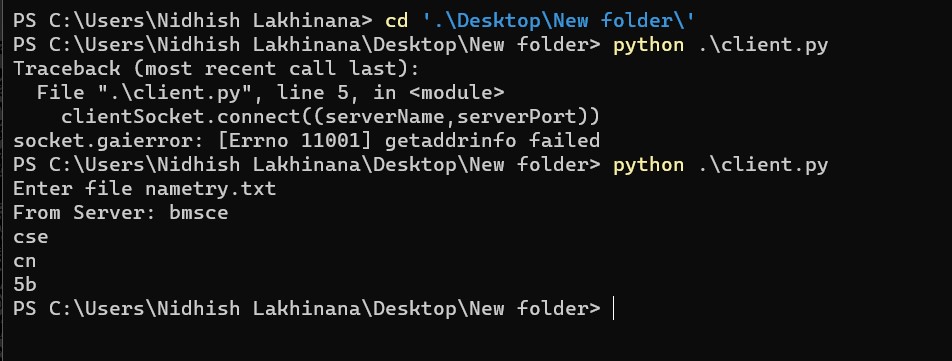 PS C:\Users\Nidhish Lakhinana> cd '.\Desktop\New folder\'
PS C:\Users\Nidhish Lakhinana\Desktop\New folder> python .\client.py
Traceback (most recent call last):
  File ".\client.py", line 5, in <module>
    clientSocket.connect((serverName,serverPort))
socket.gaierror: [Errno 11001] getaddrinfo failed
PS C:\Users\Nidhish Lakhinana\Desktop\New folder> python .\client.py
Enter file nametry.txt
From Server: bmsce
cse
cn
5b
PS C:\Users\Nidhish Lakhinana\Desktop\New folder>